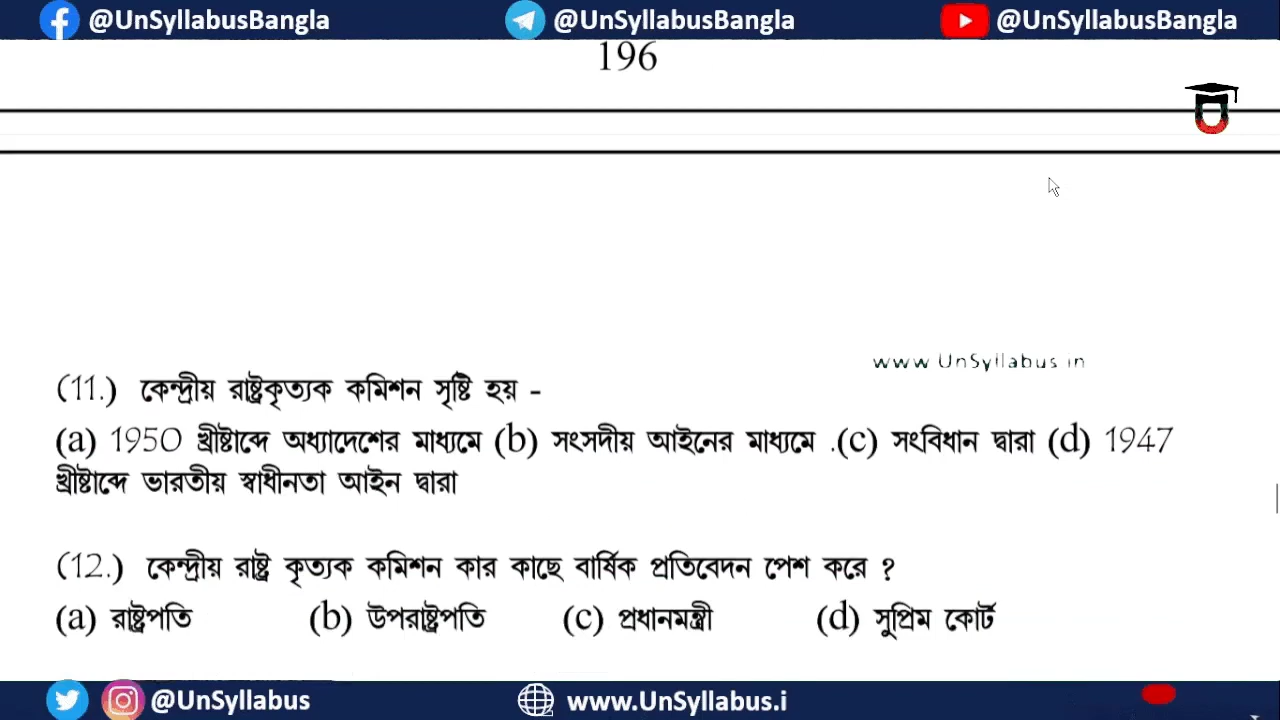 @UnSyllabusBangla @UnSyllabusBangla @UnSyllabusBangla
196
www UnSyllabus in
(11.) কেন্দ্রীয় রাষ্ট্রকৃত্যক কমিশন সৃষ্টি হয় -
(a) 1950 খ্রীষ্টাব্দে অধ্যাদেশের মাধ্যমে (b) সংসদীয় আইনের মাধ্যমে .(c) সংবিধান দ্বারা (d) 1947
খ্রীষ্টাব্দে ভারতীয় স্বাধীনতা আইন দ্বারা
(12.) কেন্দ্রীয় রাষ্ট্র কৃত্যক কমিশন কার কাছে বার্ষিক প্রতিবেদন পেশ করে ?
(a) রাষ্ট্রপতি (b) উপরাষ্ট্রপতি (c) প্রধানমন্ত্রী (d) সুপ্রিম কোর্ট
@UnSyllabus www.UnSyllabus.i